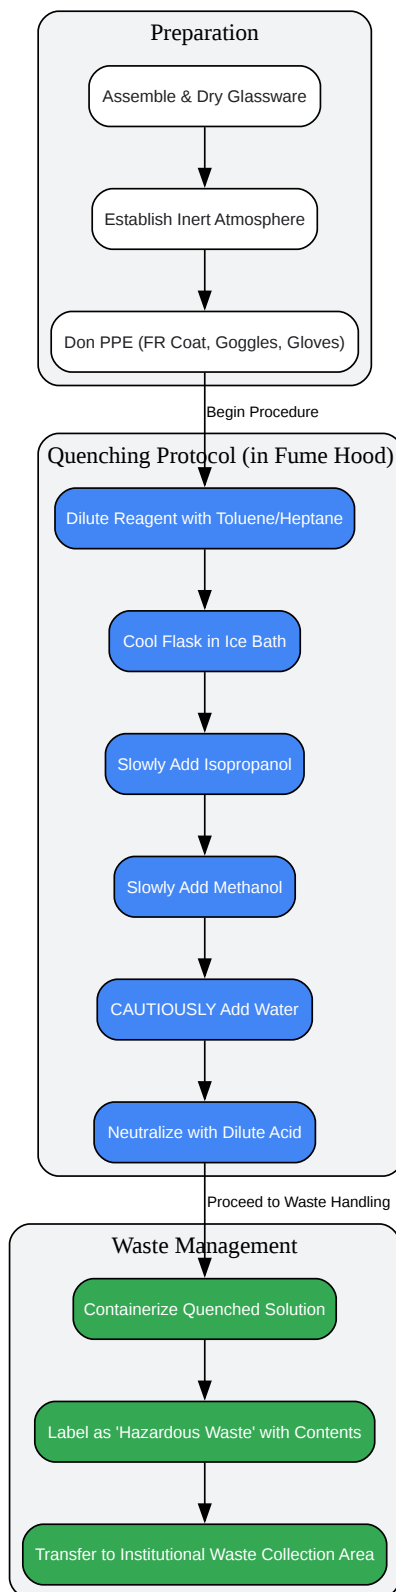 Preparation
Assemble & Dry Glassware
Establish Inert Atmosphere
Don PPE (FR Coat, Goggles, Gloves)
Begin Procedure
Quenching Protocol (in Fume Hood)
Dilute Reagent with Toluene/Heptane
Cool Flask in Ice Bath
Slowly Add Isopropanol
Slowly Add Methanol
CAUTIOUSLY Add Water
Neutralize with Dilute Acid
Proceed to Waste Handling
Waste Management
Containerize Quenched Solution
Label as 'Hazardous Waste' with Contents
Transfer to Institutional Waste Collection Area